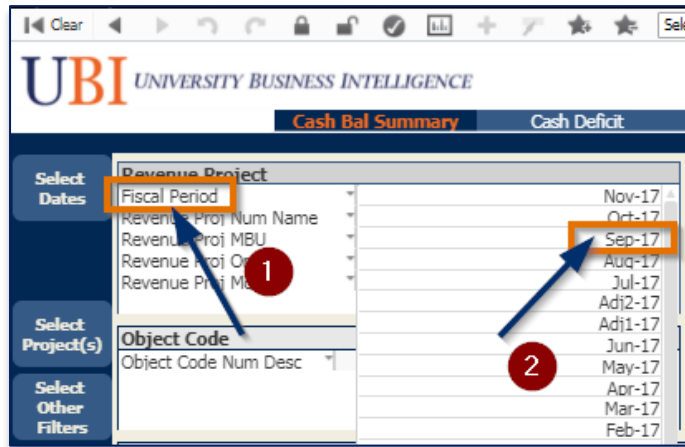 Clear
Sele
UBI UNIVERSITY BUSINESS INTELLIGENCE
Cash Bal Summary Cash Deficit
Select
Dates
Revenue Project
Fiscal Period
Revenue Proj Num Name
Revenue Proj MBU
Revenue Proj
Revenue Proj
1
Nov-17
Oct-17
Sep-17
Aug-17
Jul-17
Adj2-17
Adj1-17
Jun-17
May-17
Apr-17
Mar-17
Feb-17
2
Select
Project(s)
Object Code
Object Code Num Desc
Select
Other
Filters